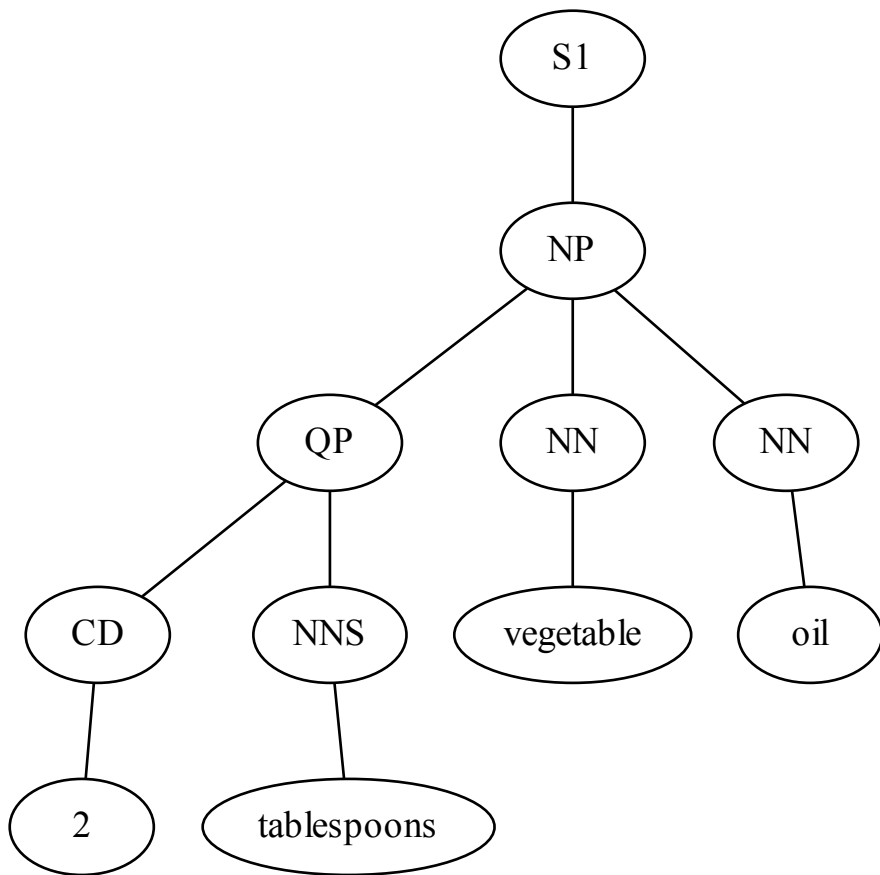 S1
NP
QP NN NN
CD NNS vegetable oil
2 tablespoons